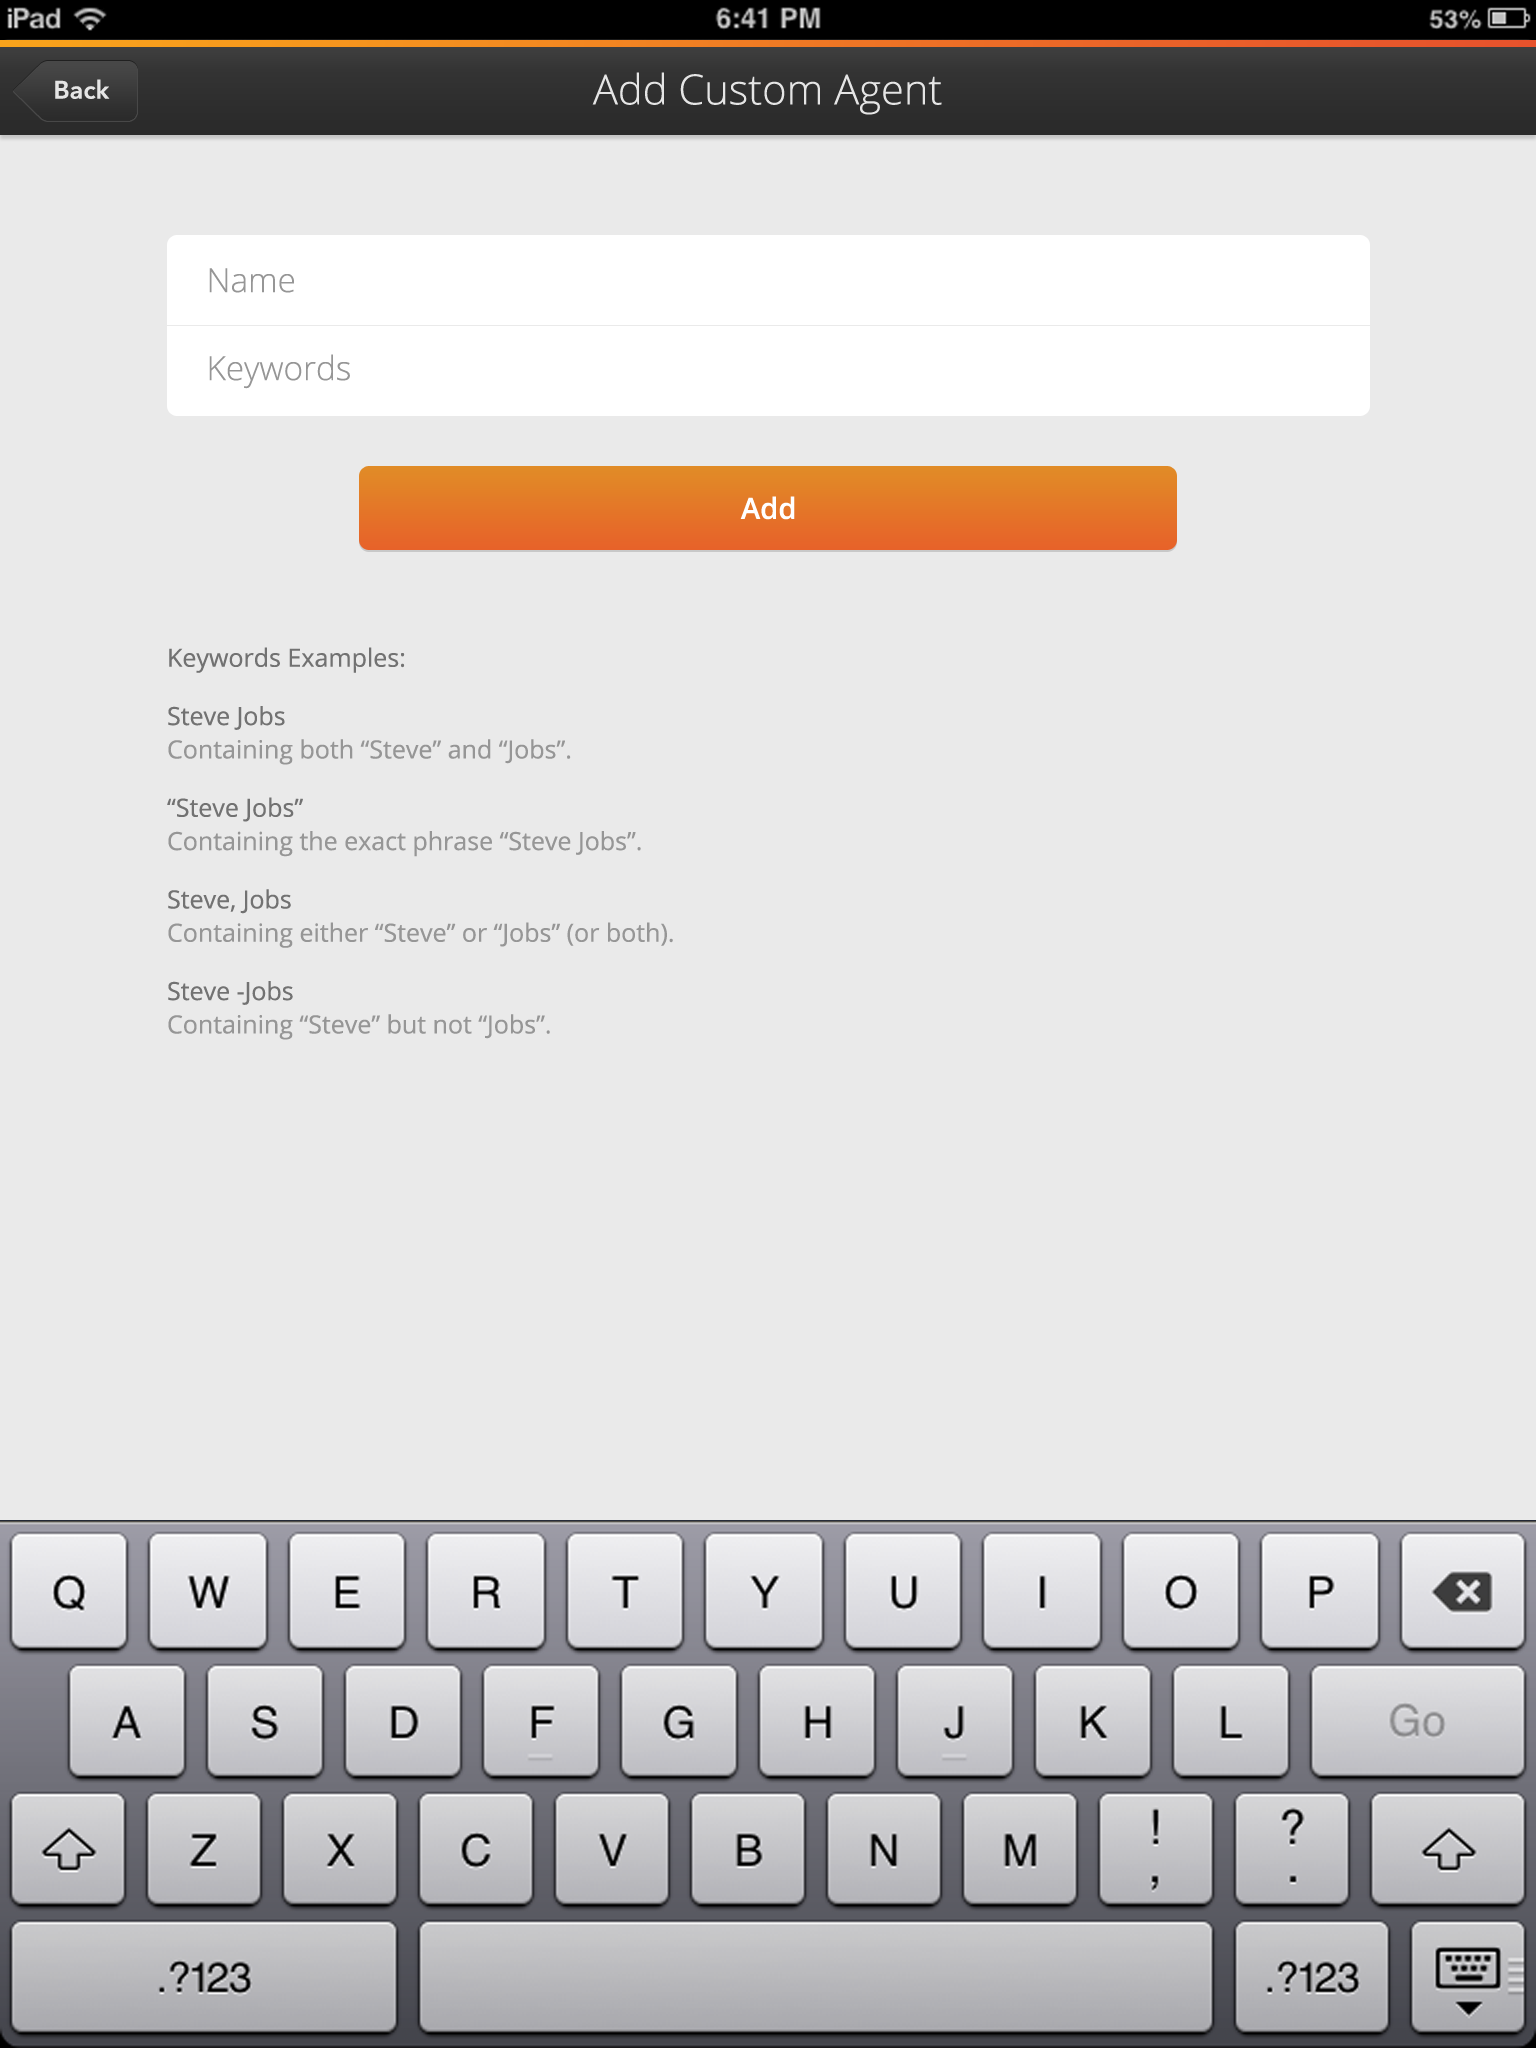 iPad 6:41 PM 53%
Back Add Custom Agent
Name
Keywords
Add
Keywords Examples:
Steve Jobs
Containing both “Steve” and “Jobs”.
“Steve Jobs”
Containing the exact phrase “Steve Jobs”.
Steve, Jobs
Containing either “Steve” or “Jobs” (or both).
Steve -Jobs
Containing “Steve” but not “Jobs”.
Q W E R T Y U I O P
A S D F G H J K L Go
Z X C V B N M ! , ? .
.?123 .?123